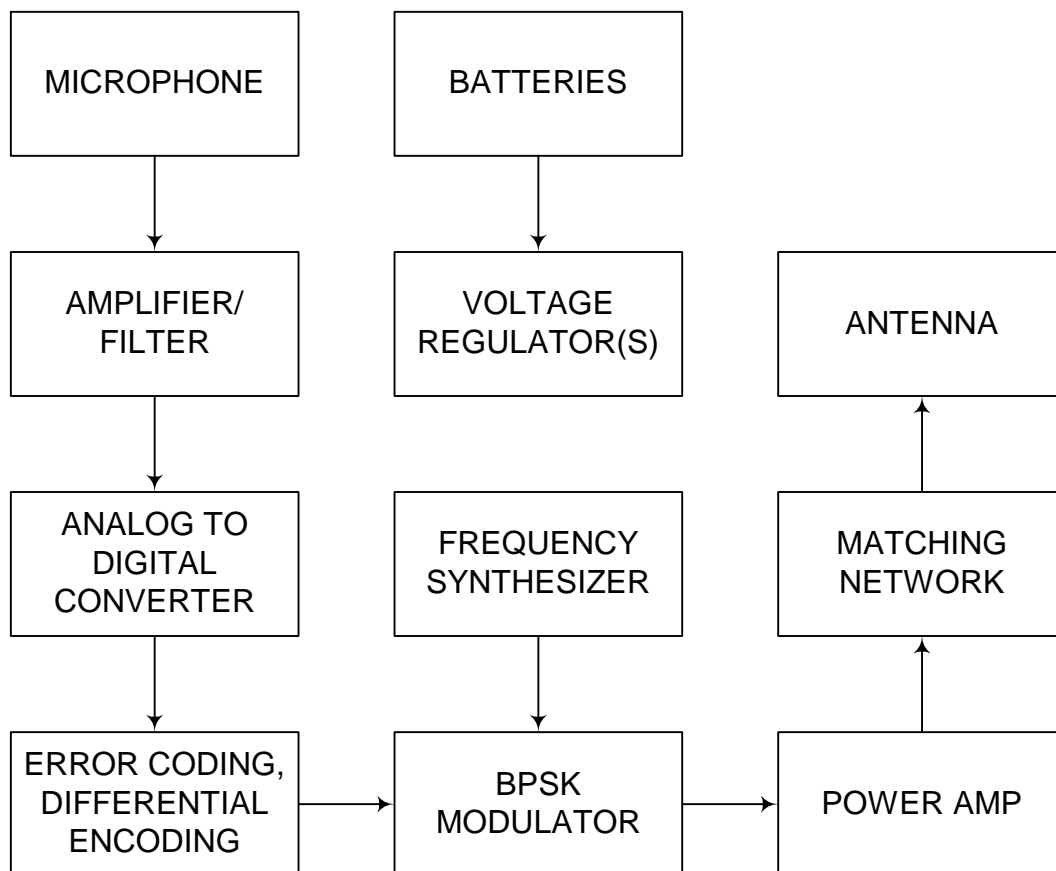 MICROPHONE
BATTERIES
AMPLIFIER/
FILTER
VOLTAGE
REGULATOR(S)
ANTENNA
ANALOG TO
DIGITAL
CONVERTER
FREQUENCY
SYNTHESIZER
MATCHING
NETWORK
ERROR CODING,
DIFFERENTIAL
ENCODING
BPSK
MODULATOR
POWER AMP